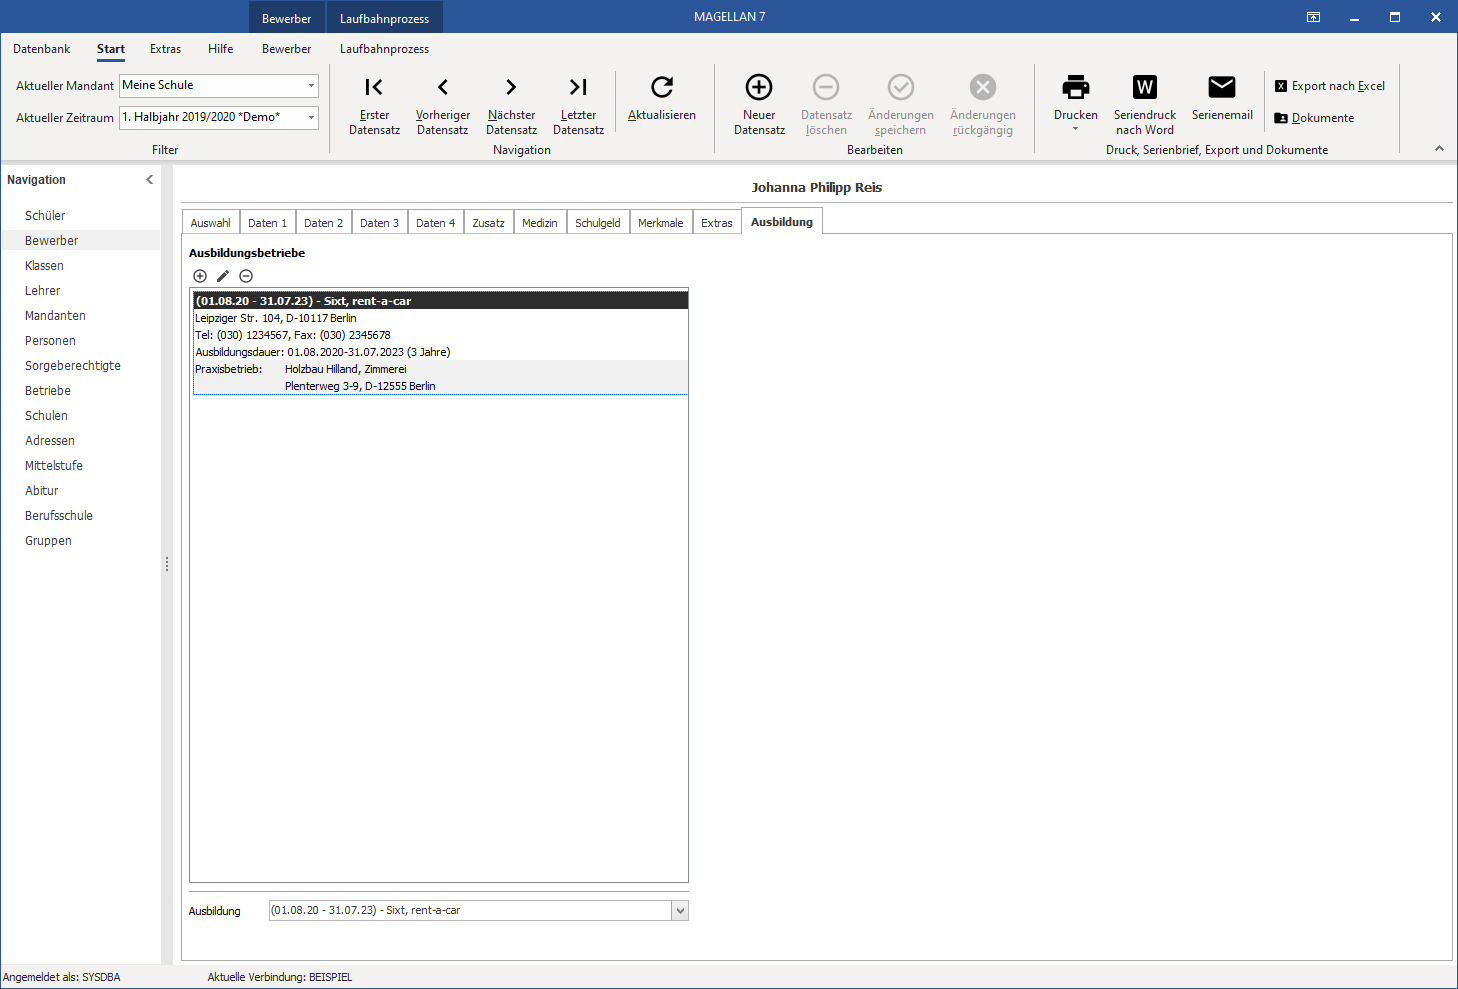 Bewerber Laufbahnprozess MAGELLAN 7
Datenbank Start Extras Hilfe Bewerber Laufbahnprozess
Aktueller Mandant Meine Schule
Aktueller Zeitraum 1. Halbjahr 2019/2020 *Demo*
Filter
Erster Datensatz
Vorheriger Datensatz
Nächster Datensatz
Letzter Datensatz
Aktualisieren
Navigation
Neuer Datensatz
Datensatz löschen
Änderungen speichern
Änderungen rückgängig
Bearbeiten
Drucken
Seriendruck nach Word
Serienemail
Export nach Excel
Dokumente
Druck, Serienbrief, Export und Dokumente
Navigation
Schüler
Bewerber
Klassen
Lehrer
Mandanten
Personen
Sorgeberechtigte
Betriebe
Schulen
Adressen
Mittelstufe
Abitur
Berufsschule
Gruppen
Johanna Philipp Reis
Auswahl Daten 1 Daten 2 Daten 3 Daten 4 Zusatz Medizin Schulgeld Merkmale Extras Ausbildung
Ausbildungsbetriebe
(01.08.20 - 31.07.23) - Sixt, rent-a-car
Leipziger Str. 104, D-10117 Berlin
Tel: (030) 1234567, Fax: (030) 2345678
Ausbildungsdauer: 01.08.2020-31.07.2023 (3 Jahre)
Praxisbetrieb: Holzbau Hilland, Zimmerei
Plenterweg 3-9, D-12555 Berlin
Ausbildung (01.08.20 - 31.07.23) - Sixt, rent-a-car
Angemeldet als: SYSDBA Aktuelle Verbindung: BEISPIEL